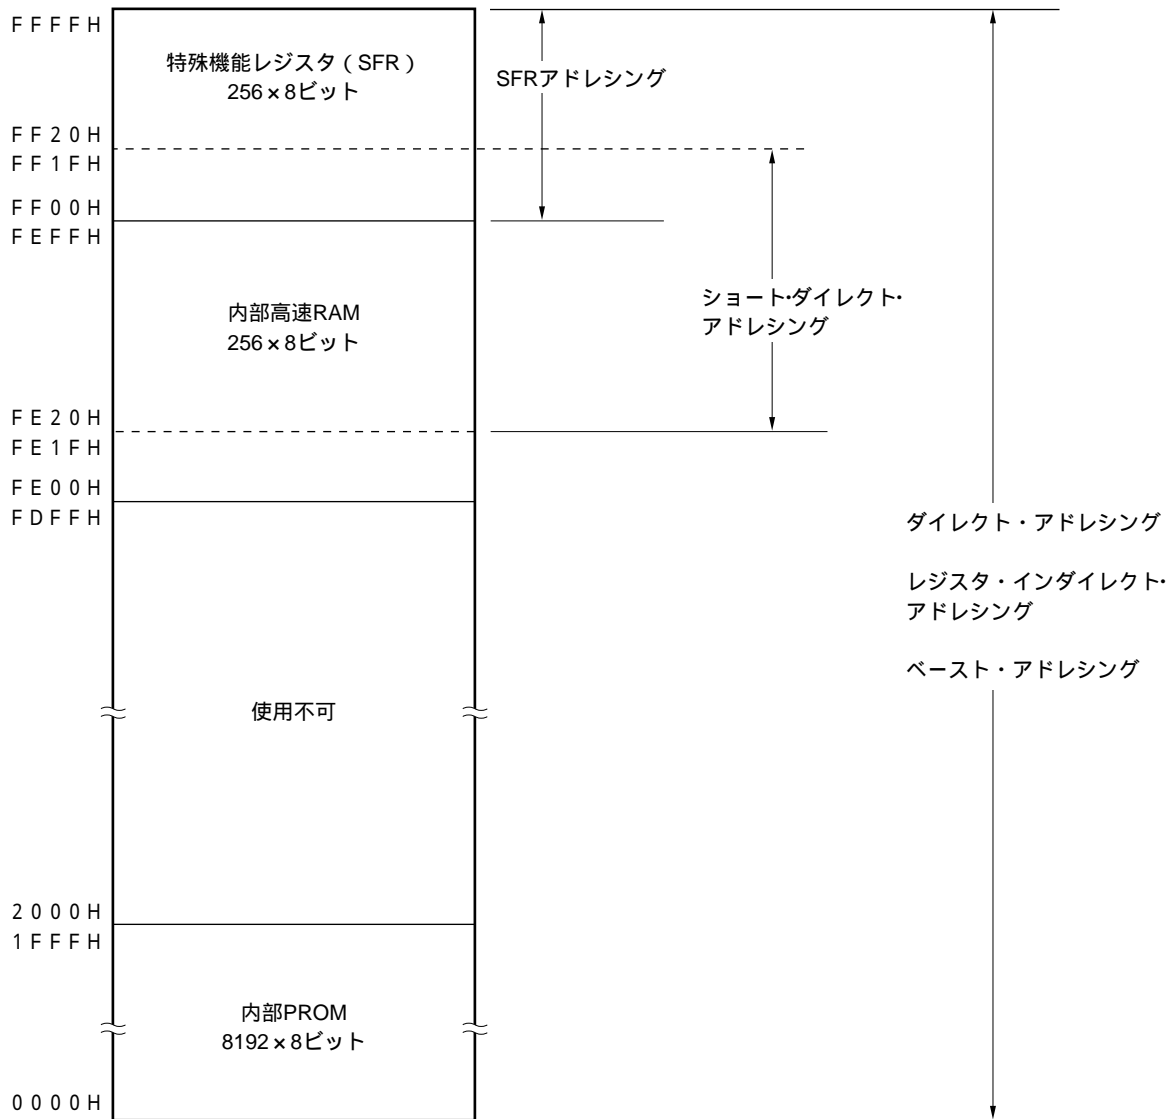 FFFFH
特殊機能レジスタ（SFR）
256×8ビット
SFRアドレシング
FF20H
FF1FH
FF00H
FEFFH
内部高速RAM
256×8ビット
ショート・ダイレクト・
アドレシング
FE20H
FE1FH
FE00H
FDFFH
ダイレクト・アドレシング
レジスタ・インダイレクト・
アドレシング
ベースト・アドレシング
使用不可
2000H
1FFFH
内部PROM
8192×8ビット
0000H